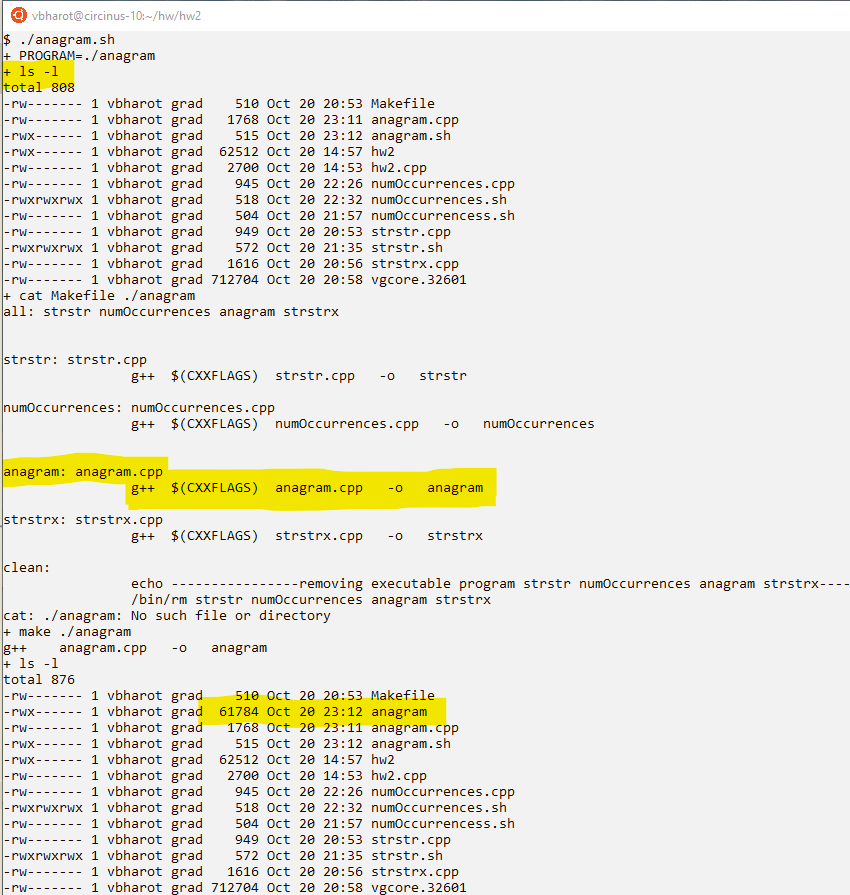 vbharot@circinus-10:~/hw/hw2
$ ./anagram.sh
+ PROGRAM=./anagram
+ ls -l
total 808
-rw------- 1 vbharot grad    510 Oct 20 20:53 Makefile
-rw------- 1 vbharot grad   1768 Oct 20 23:11 anagram.cpp
-rwx------ 1 vbharot grad    515 Oct 20 23:12 anagram.sh
-rwx------ 1 vbharot grad  62512 Oct 20 14:57 hw2
-rw------- 1 vbharot grad   2700 Oct 20 14:53 hw2.cpp
-rw------- 1 vbharot grad    945 Oct 20 22:26 numOccurrences.cpp
-rwxrwxrwx 1 vbharot grad    518 Oct 20 22:32 numOccurrences.sh
-rw------- 1 vbharot grad    504 Oct 20 21:57 numOccurrencess.sh
-rw------- 1 vbharot grad    949 Oct 20 20:53 strstr.cpp
-rwxrwxrwx 1 vbharot grad    572 Oct 20 21:35 strstr.sh
-rw------- 1 vbharot grad   1616 Oct 20 20:56 strstrx.cpp
-rw------- 1 vbharot grad 712704 Oct 20 20:58 vgcore.32601
+ cat Makefile ./anagram
all: strstr numOccurrences anagram strstrx
strstr: strstr.cpp
g++  $(CXXFLAGS)  strstr.cpp   -o   strstr
numOccurrences: numOccurrences.cpp
g++  $(CXXFLAGS)  numOccurrences.cpp   -o   numOccurrences
anagram: anagram.cpp
g++  $(CXXFLAGS)  anagram.cpp   -o   anagram
strstrx: strstrx.cpp
g++  $(CXXFLAGS)  strstrx.cpp   -o   strstrx
clean:
echo ----------------removing executable program strstr numOccurrences anagram strstrx----
/bin/rm strstr numOccurrences anagram strstrx
cat: ./anagram: No such file or directory
+ make ./anagram
g++    anagram.cpp   -o   anagram
+ ls -l
total 876
-rw------- 1 vbharot grad    510 Oct 20 20:53 Makefile
-rwx------ 1 vbharot grad  61784 Oct 20 23:12 anagram
-rw------- 1 vbharot grad   1768 Oct 20 23:11 anagram.cpp
-rwx------ 1 vbharot grad    515 Oct 20 23:12 anagram.sh
-rwx------ 1 vbharot grad  62512 Oct 20 14:57 hw2
-rw------- 1 vbharot grad   2700 Oct 20 14:53 hw2.cpp
-rw------- 1 vbharot grad    945 Oct 20 22:26 numOccurrences.cpp
-rwxrwxrwx 1 vbharot grad    518 Oct 20 22:32 numOccurrences.sh
-rw------- 1 vbharot grad    504 Oct 20 21:57 numOccurrencess.sh
-rw------- 1 vbharot grad    949 Oct 20 20:53 strstr.cpp
-rwxrwxrwx 1 vbharot grad    572 Oct 20 21:35 strstr.sh
-rw------- 1 vbharot grad   1616 Oct 20 20:56 strstrx.cpp
-rw------- 1 vbharot grad 712704 Oct 20 20:58 vgcore.32601